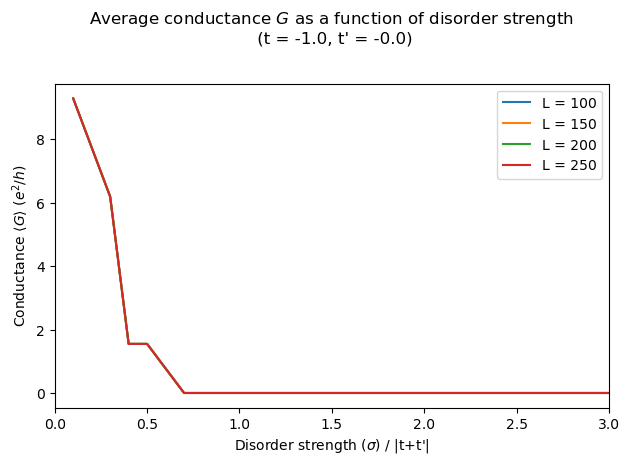 Average conductance G as a function of disorder strength
(t = -1.0, t' = -0.0)
L = 100
L = 150
L = 200
L = 250
Conductance ⟨G⟩ (e²/h)
8
6
4
2
0
0.0 0.5 1.0 1.5 2.0 2.5 3.0
Disorder strength (σ) / |t+t'|